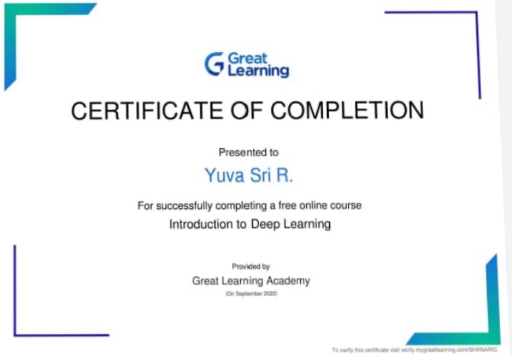 Great
Learning
CERTIFICATE OF COMPLETION
Presented to
Yuva Sri R.
For successfully completing a free online course
Introduction to Deep Learning
Provided by
Great Learning Academy
(On September 2022)
To verify this certificate visit verify.mygreatlearning.com/